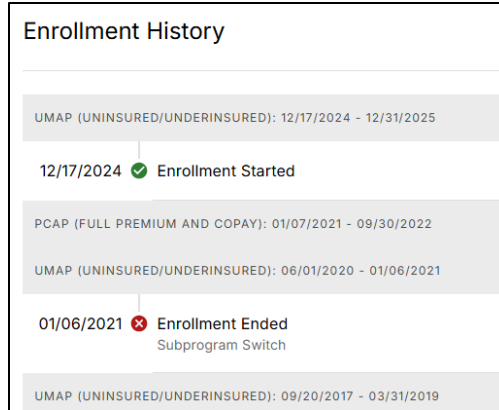 Enrollment History
UMAP (UNINSURED/UNDERINSURED): 12/17/2024 - 12/31/2025
12/17/2024 Enrollment Started
PCAP (FULL PREMIUM AND COPAY): 01/07/2021 - 09/30/2022
UMAP (UNINSURED/UNDERINSURED): 06/01/2020 - 01/06/2021
01/06/2021 Enrollment Ended
Subprogram Switch
UMAP (UNINSURED/UNDERINSURED): 09/20/2017 - 03/31/2019